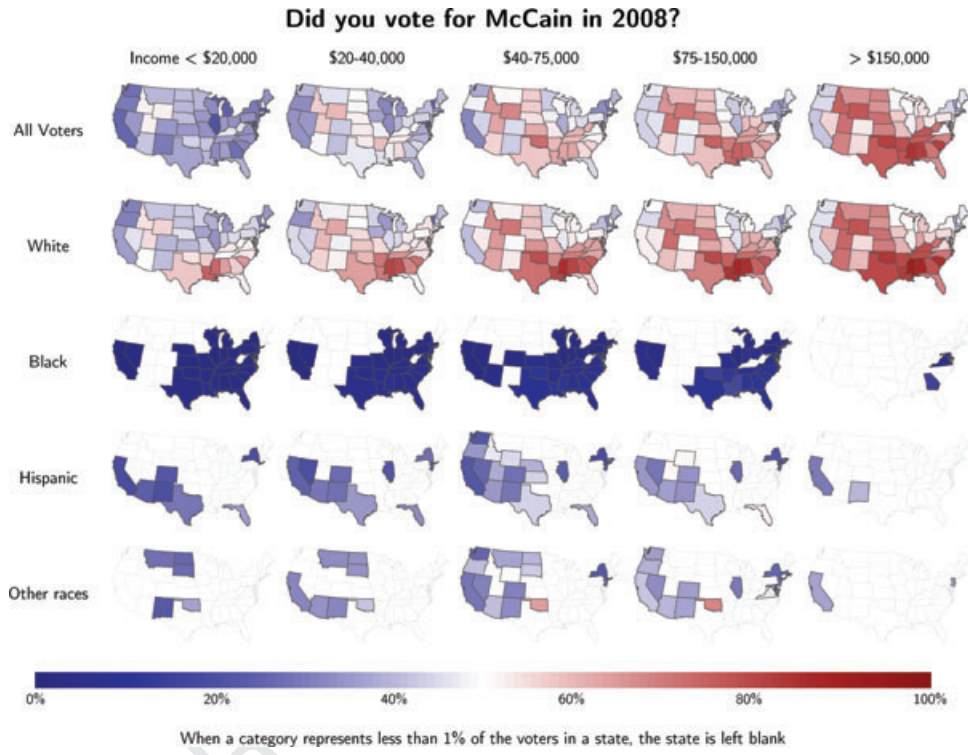 Did you vote for McCain in 2008?
Income < $20,000 $20-40,000 $40-75,000 $75-150,000 > $150,000
All Voters
White
Black
Hispanic
Other races
0% 20% 40% 60% 80% 100%
When a category represents less than 1% of the voters in a state, the state is left blank